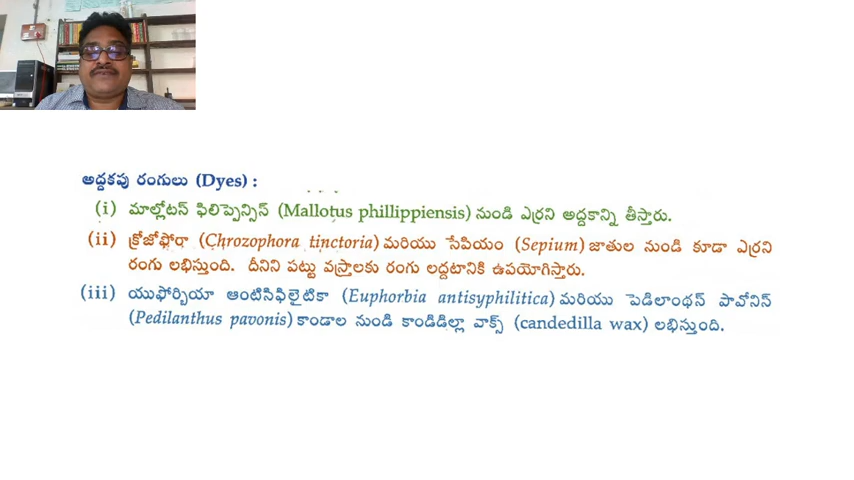 అద్దకపు రంగులు (Dyes) :
(i) మాల్లోటస్ ఫిలిప్పెన్సిస్ (Mallotus phillippiensis) నుండి ఎర్రని అద్దకాన్ని తీస్తారు.
(ii) క్రోజోఫోరా (Chrozophora tinctoria) మరియు సేపియం (Sepium) జాతుల నుండి కూడా ఎర్రని
రంగు లభిస్తుంది. దీనిని పట్టు వస్త్రాలకు రంగు లద్దటానికి ఉపయోగిస్తారు.
(iii) యుఫోర్బియా ఆంటిసిఫిలైటికా (Euphorbia antisyphilitica) మరియు పెడిలాంథస్ పావోనిస్
(Pedilanthus pavonis) కాండాల నుండి కాండిడిల్లా వాక్స్ (candedilla wax) లభిస్తుంది.